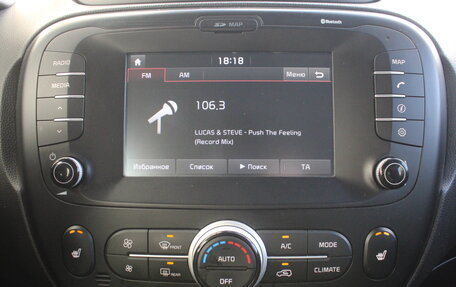 SD MAP
Bluetooth
18:18
RADIO
MAP
FM
AM
Меню
MEDIA
106.3
LUCAS & STEVE - Push The Feeling
(Record Mix)
Избранное
Список
Поиск
TA
FRONT
A/C
MODE
AUTO
REAR
OFF
CLIMATE